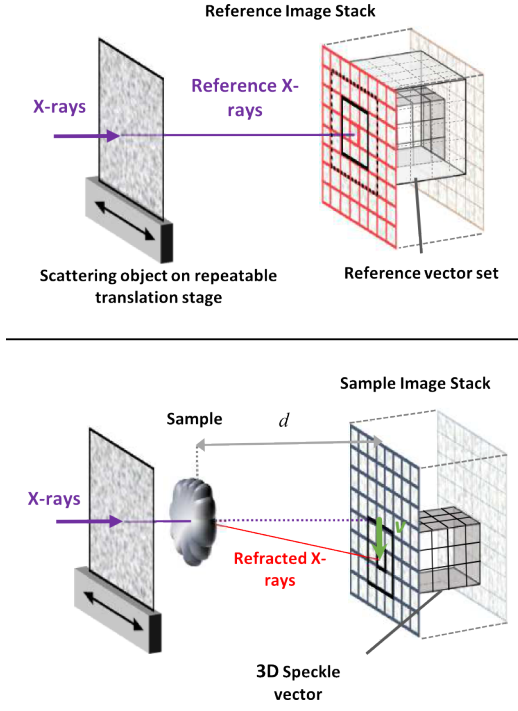 Reference Image Stack
X-rays
Reference X-
rays
Scattering object on repeatable
translation stage
Reference vector set
Sample Image Stack
Sample
d
X-rays
v
Refracted X-
rays
3D Speckle
vector